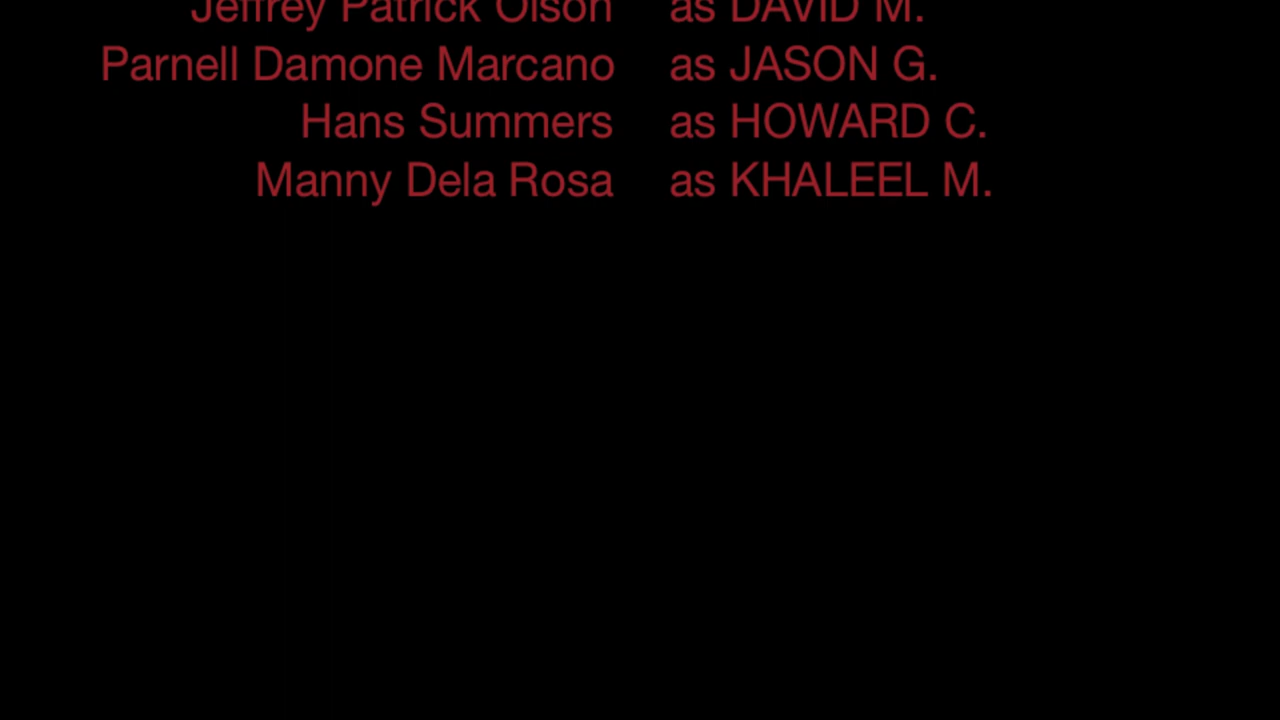 Jeffrey Patrick Olson as DAVID M.
Parnell Damone Marcano as JASON G.
Hans Summers as HOWARD C.
Manny Dela Rosa as KHALEEL M.